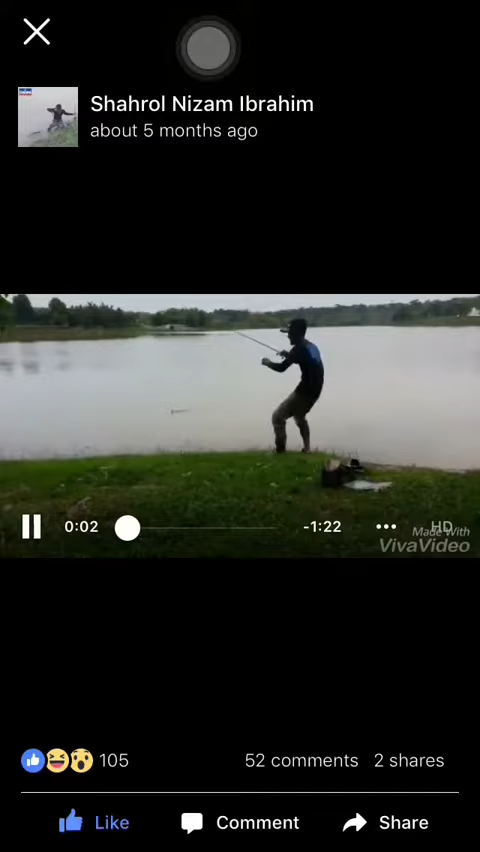 Shahrol Nizam Ibrahim
about 5 months ago
0:02
-1:22
HD
Made With
VivaVideo
105
52 comments 2 shares
Like Comment Share